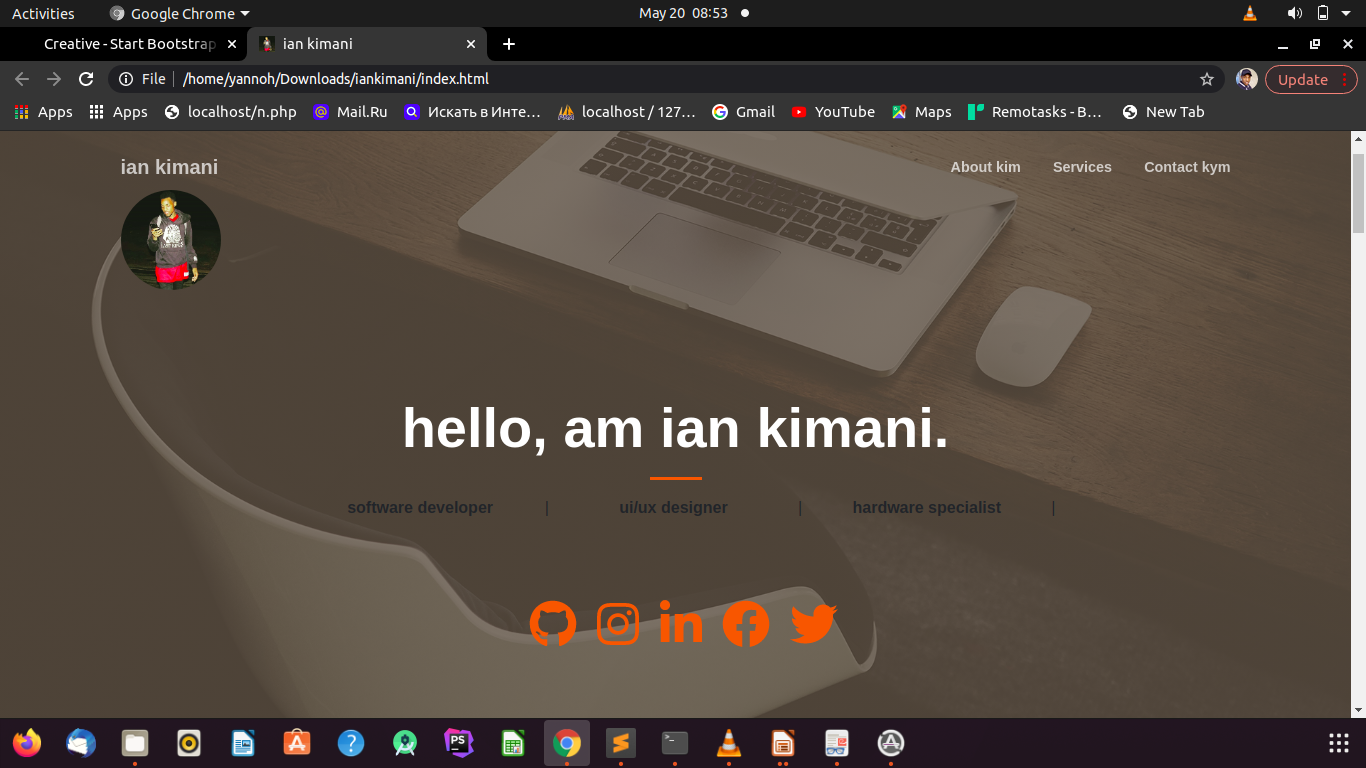 Activities Google Chrome May 20 08:53
Creative - Start Bootstrap ian kimani
File /home/yannoh/Downloads/iankimani/index.html Update
Apps Apps localhost/n.php Mail.Ru Искать в Инте… localhost / 127… Gmail YouTube Maps Remotasks - B… New Tab
ian kimani About kim Services Contact kym
hello, am ian kimani.
software developer | ui/ux designer | hardware specialist |